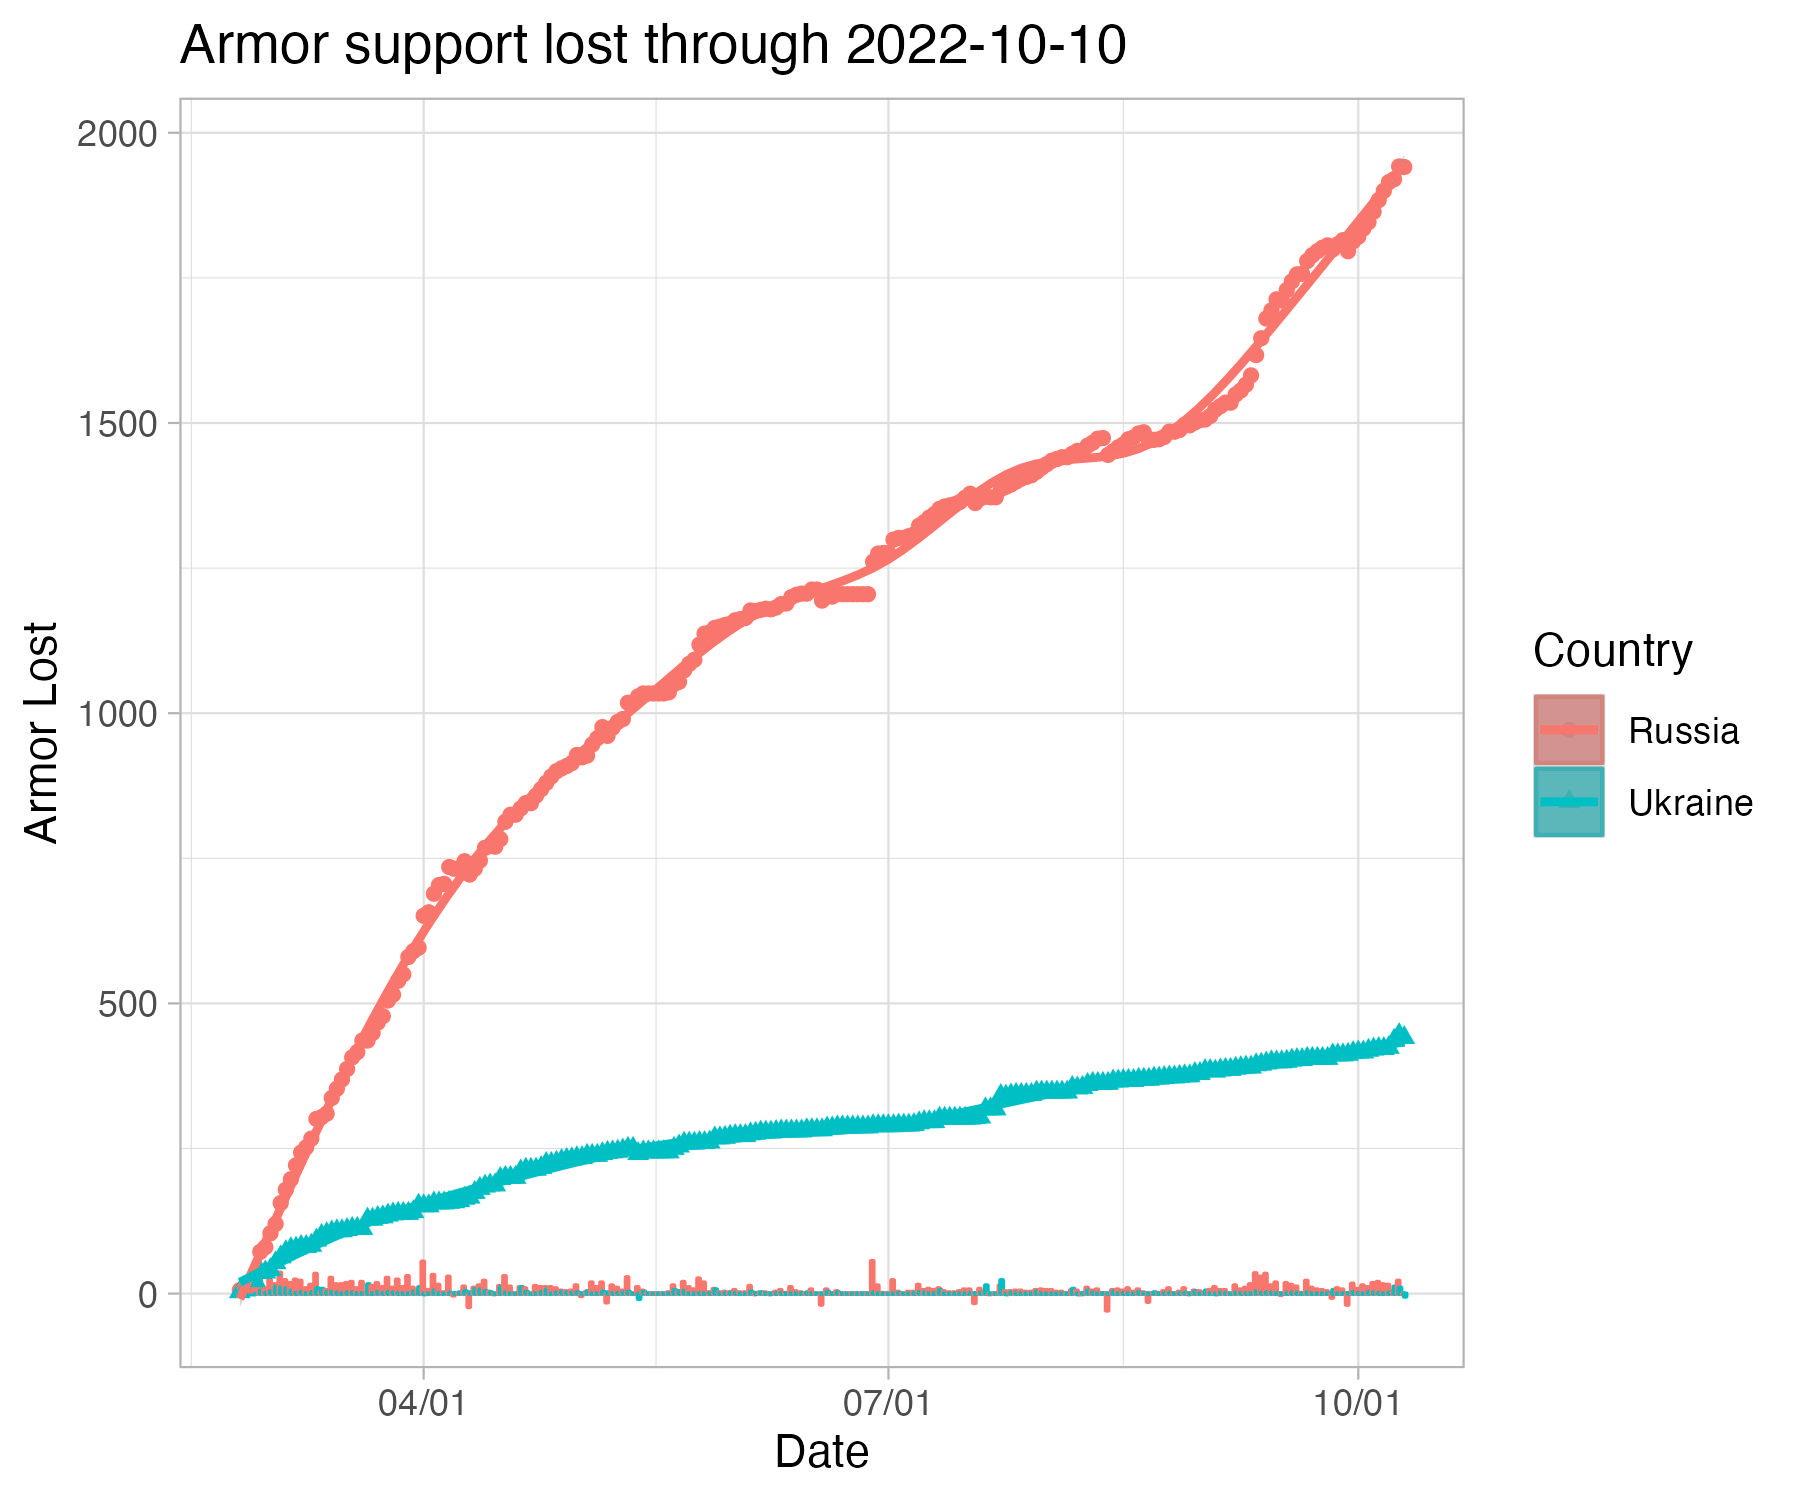 Armor support lost through 2022-10-10
2000
1500
1000
500
0
Armor Lost
04/01
07/01
10/01
Date
Country
Russia
Ukraine